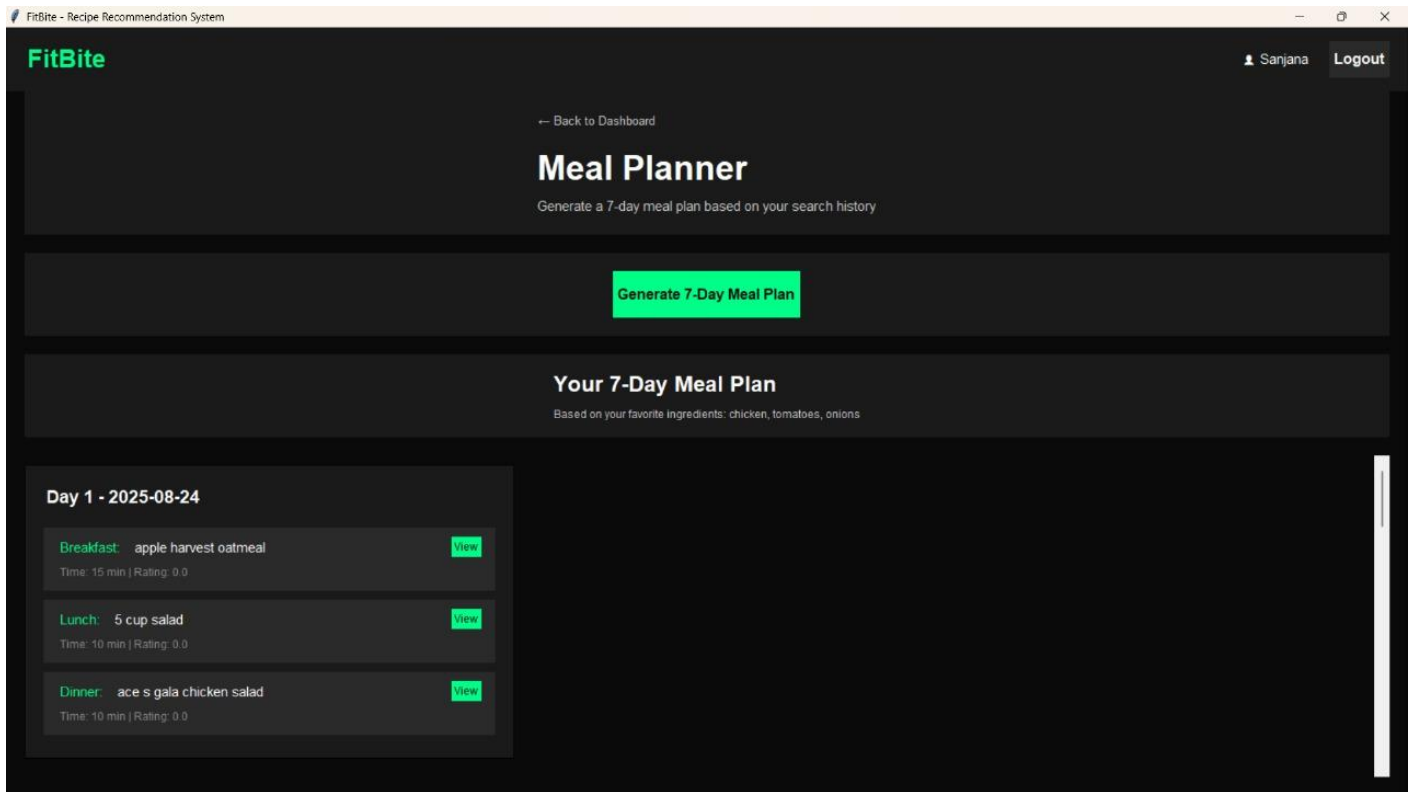 FitBite - Recipe Recommendation System
FitBite
Sanjana Logout
← Back to Dashboard
Meal Planner
Generate a 7-day meal plan based on your search history
Generate 7-Day Meal Plan
Your 7-Day Meal Plan
Based on your favorite ingredients: chicken, tomatoes, onions
Day 1 - 2025-08-24
Breakfast: apple harvest oatmeal View
Time: 15 min | Rating: 0.0
Lunch: 5 cup salad View
Time: 10 min | Rating: 0.0
Dinner: ace s gala chicken salad View
Time: 10 min | Rating: 0.0